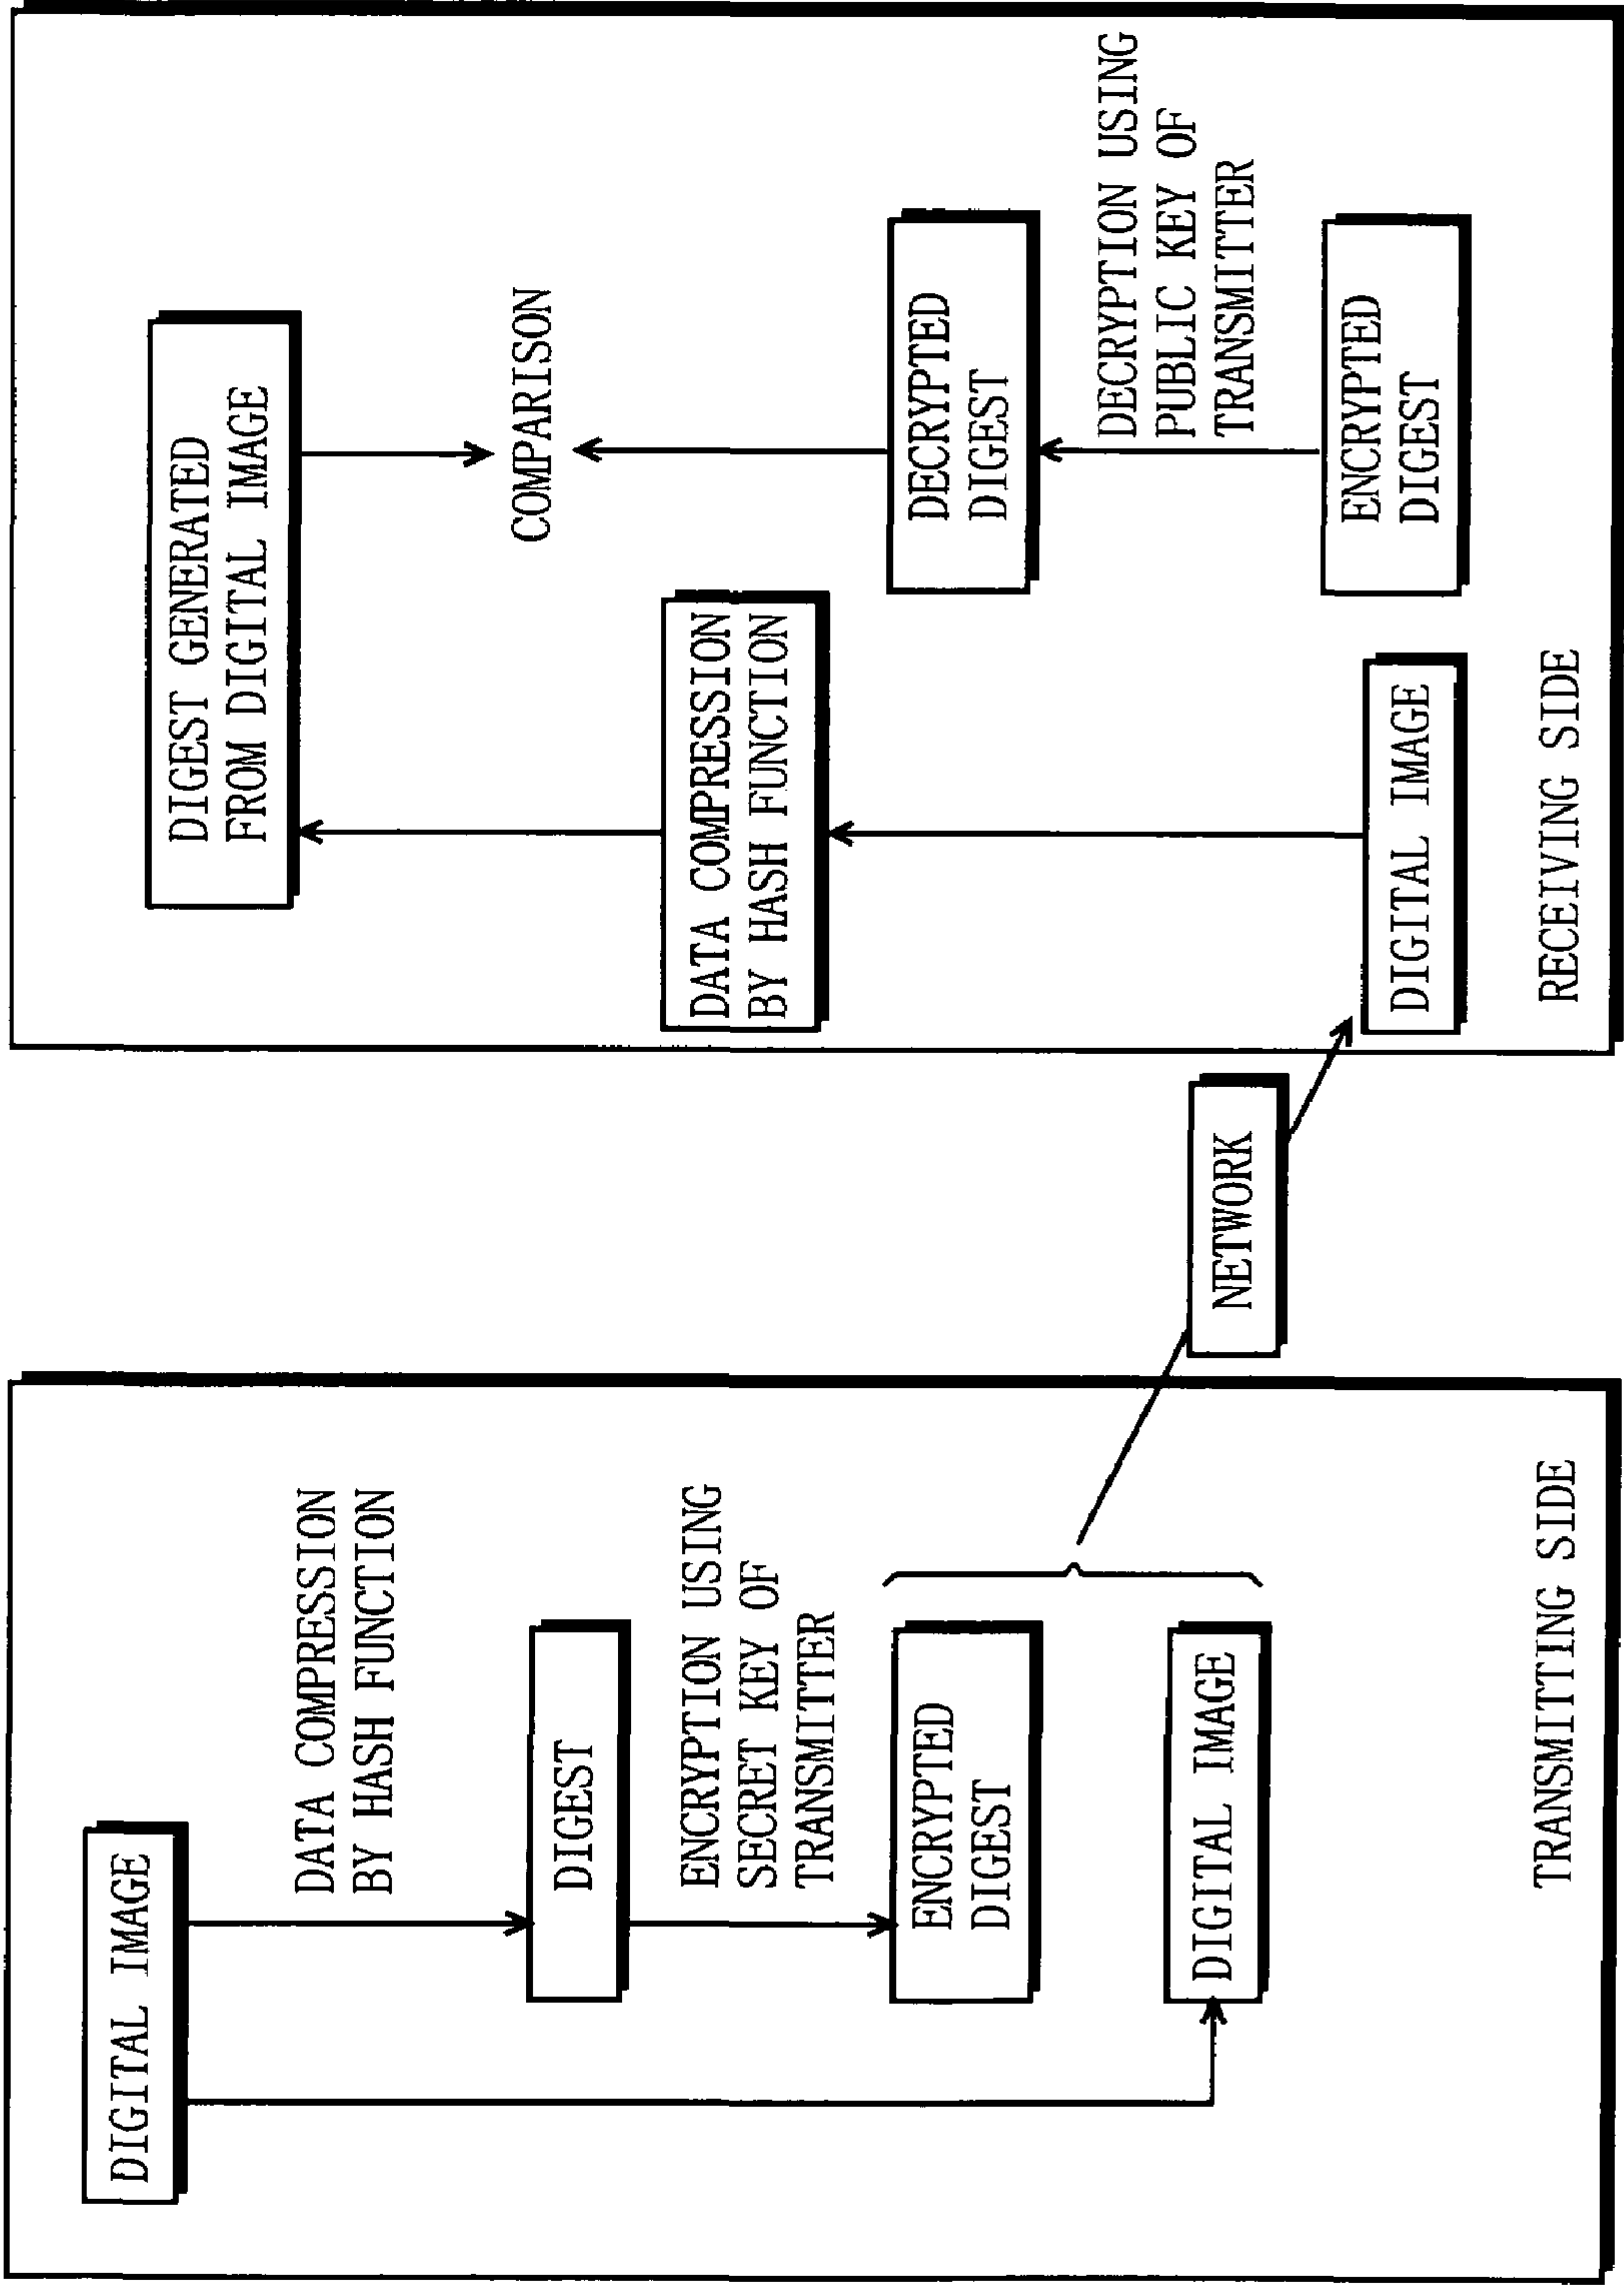 DIGITAL IMAGE
DATA COMPRESSION
BY HASH FUNCTION
DIGEST
ENCRYPTION USING
SECRET KEY OF
TRANSMITTER
ENCRYPTED
DIGEST
DIGITAL IMAGE
TRANSMITTING SIDE
NETWORK
DIGEST GENERATED
FROM DIGITAL IMAGE
COMPARISON
DATA COMPRESSION
BY HASH FUNCTION
DECRYPTED
DIGEST
DECRYPTION USING
PUBLIC KEY OF
TRANSMITTER
DIGITAL IMAGE
ENCRYPTED
DIGEST
RECEIVING SIDE